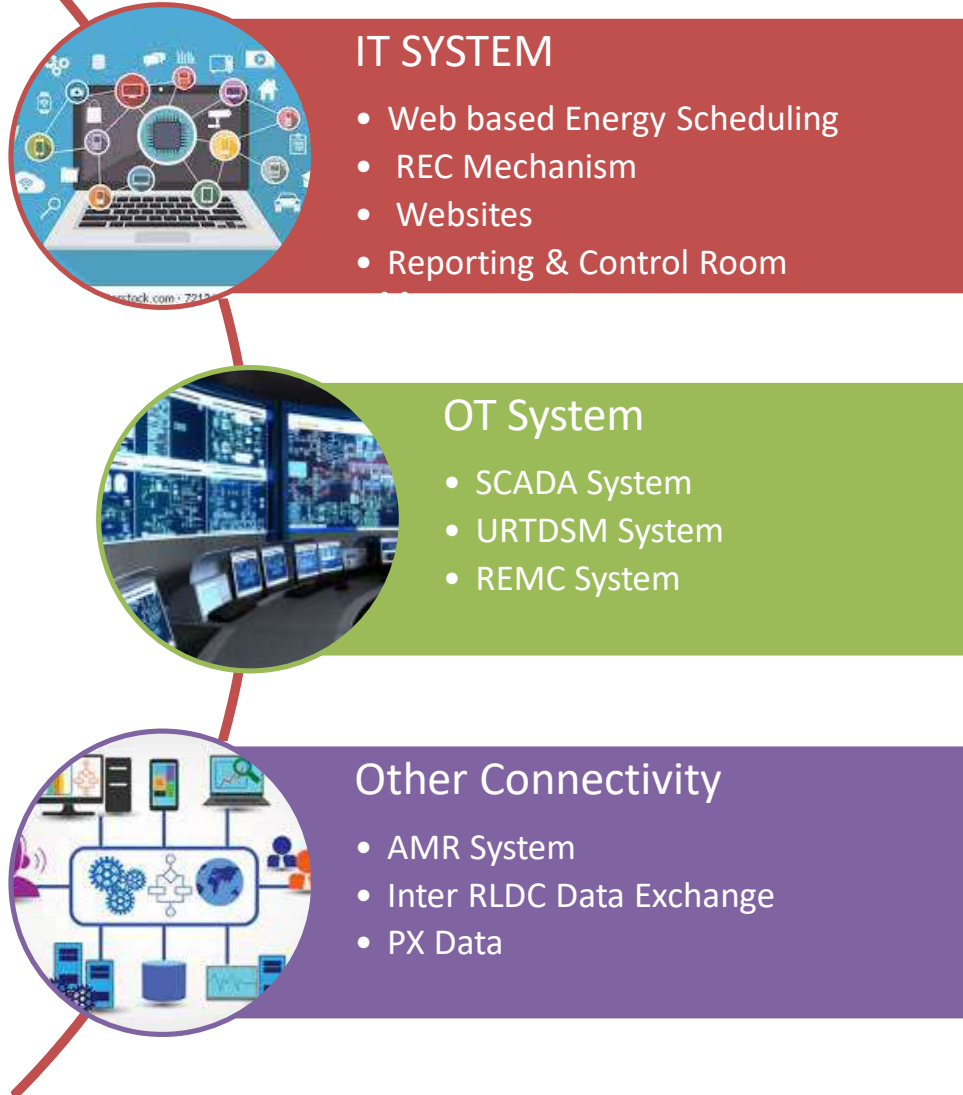 IT SYSTEM
• Web based Energy Scheduling
• REC Mechanism
• Websites
• Reporting & Control Room
OT System
• SCADA System
• URTDSM System
• REMC System
Other Connectivity
• AMR System
• Inter RLDC Data Exchange
• PX Data